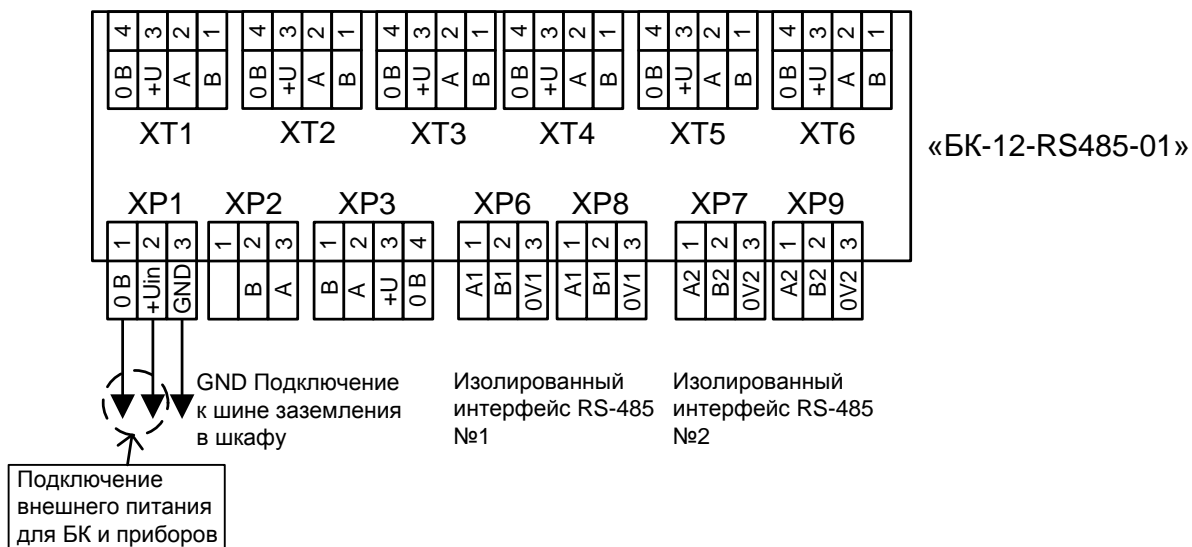 4 3 2 1 4 3 2 1 4 3 2 1 4 3 2 1 4 3 2 1 4 3 2 1
0 В +U А В 0 В +U А В 0 В +U А В 0 В +U А В 0 В +U А В 0 В +U А В
XT1 XT2 XT3 XT4 XT5 XT6
«БК-12-RS485-01»
XP1 XP2 XP3 XP6 XP8 XP7 XP9
1 2 3 1 2 3 1 2 3 4 1 2 3 1 2 3 1 2 3 1 2 3
0 В +Uin GND В А В А +U 0 В A1 B1 0V1 A1 B1 0V1 A2 B2 0V2 A2 B2 0V2
GND Подключение
к шине заземления
в шкафу
Изолированный
интерфейс RS-485
№1
Изолированный
интерфейс RS-485
№2
Подключение
внешнего питания
для БК и приборов